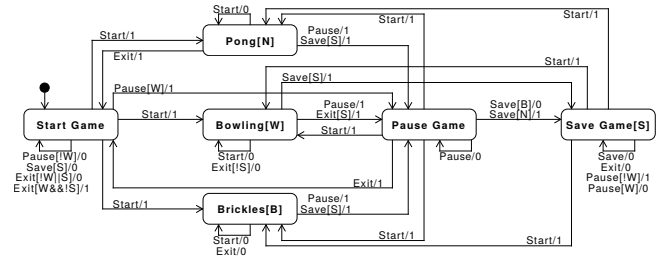 Start/0
Start/1
Pong[N]
Pause/1
Save[S]/1
Start/1
Exit/1
Start/1
Save[S]/1
Pause[W]/1
Start Game
Start/1
Bowling[W]
Pause/1
Exit[S]/1
Start/1
Pause Game
Save[B]/0
Save[N]/1
Save Game[S]
Pause[!W]/0
Save[S]/0
Exit[!W||S]/0
Exit[W&&!S]/1
Start/0
Exit[!S]/0
Pause/0
Save/0
Exit/0
Pause[!W]/1
Pause[W]/0
Exit/1
Start/1
Brickles[B]
Pause/1
Save[S]/1
Start/0
Exit/0
Start/1
Start/1